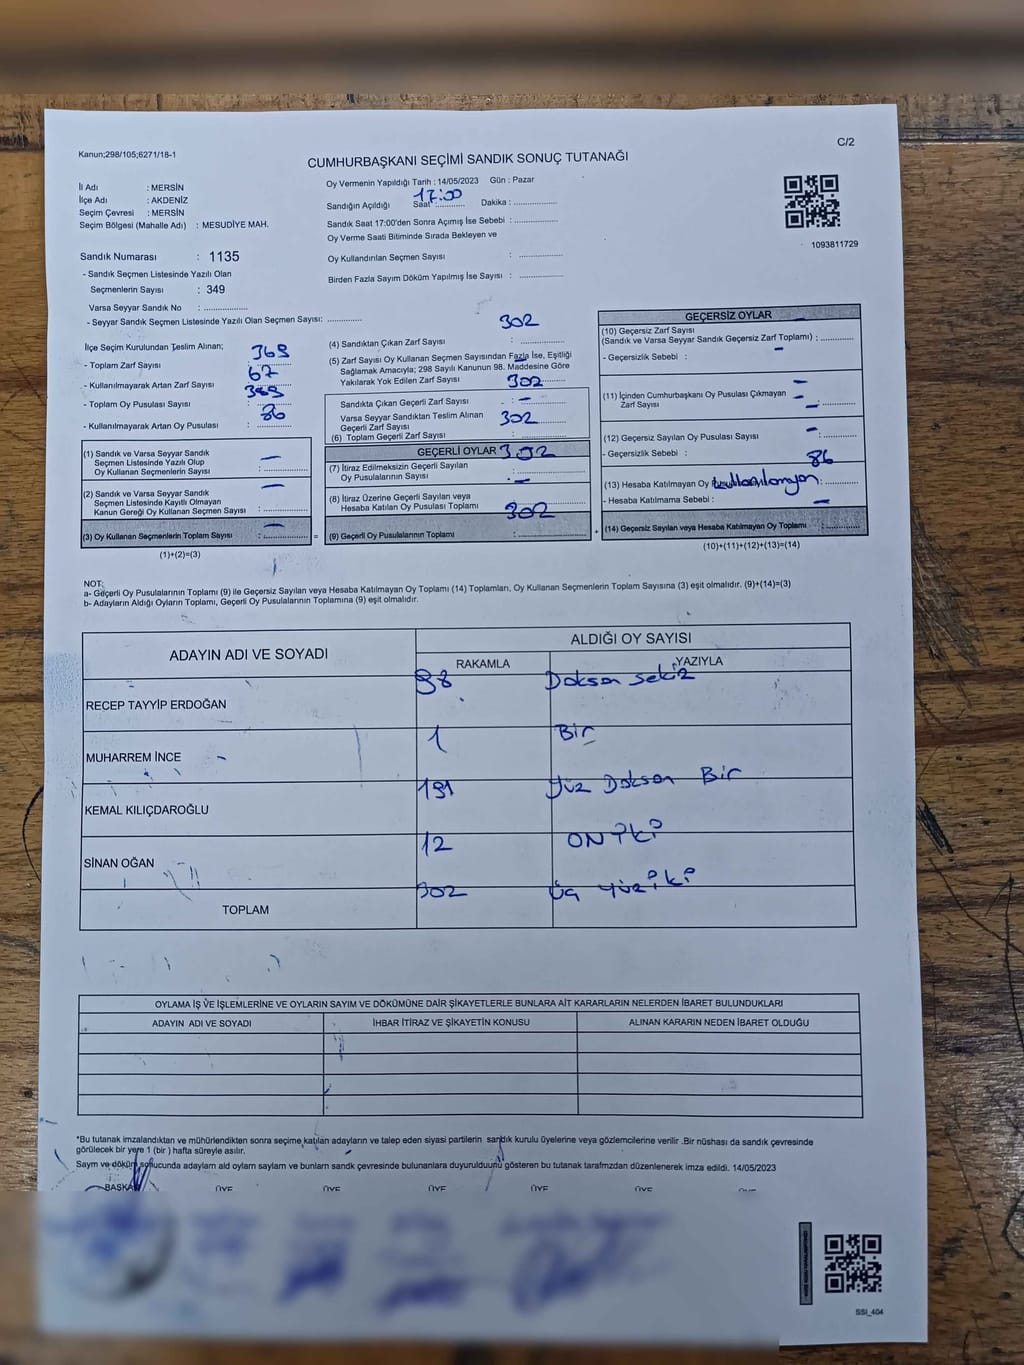 Kanun;298/105;6271/18-1
C/2
CUMHURBAŞKANI SEÇİMİ SANDIK SONUÇ TUTANAĞI
İl Adı : MERSİN
İlçe Adı : AKDENİZ
Seçim Çevresi : MERSİN
Seçim Bölgesi (Mahalle Adı) : MESUDİYE MAH.
Oy Vermenin Yapıldığı Tarih : 14/05/2023 Gün : Pazar
Sandığın Açıldığı Saat 17:00 Dakika :
Sandık Saat 17:00'den Sonra Açımış İse Sebebi :
Oy Verme Saati Bitiminde Sırada Bekleyen ve
Oy Kullandırılan Seçmen Sayısı :
Birden Fazla Sayım Döküm Yapılmış İse Sayısı :
1093811729
Sandık Numarası : 1135
- Sandık Seçmen Listesinde Yazılı Olan
Seçmenlerin Sayısı : 349
Varsa Seyyar Sandık No :
- Seyyar Sandık Seçmen Listesinde Yazılı Olan Seçmen Sayısı:
İlçe Seçim Kurulundan Teslim Alınan;
369
- Toplam Zarf Sayısı :
67
- Kullanılmayarak Artan Zarf Sayısı :
389
- Toplam Oy Pusulası Sayısı :
86
- Kullanılmayarak Artan Oy Pusulası :
(1) Sandık ve Varsa Seyyar Sandık
Seçmen Listesinde Yazılı Olup
Oy Kullanan Seçmenlerin Sayısı : —
(2) Sandık ve Varsa Seyyar Sandık
Seçmen Listesinde Kayıtlı Olmayan
Kanun Gereği Oy Kullanan Seçmen Sayısı : —
(3) Oy Kullanan Seçmenlerin Toplam Sayısı : —
(1)+(2)=(3)
302
(4) Sandıktan Çıkan Zarf Sayısı :
(5) Zarf Sayısı Oy Kullanan Seçmen Sayısından Fazla İse, Eşitliği
Sağlamak Amacıyla; 298 Sayılı Kanunun 98. Maddesine Göre
Yakılarak Yok Edilen Zarf Sayısı : —
302
Sandıkta Çıkan Geçerli Zarf Sayısı :
Varsa Seyyar Sandıktan Teslim Alınan
Geçerli Zarf Sayısı : —
302
(6) Toplam Geçerli Zarf Sayısı :
GEÇERLİ OYLAR
302
(7) İtiraz Edilmeksizin Geçerli Sayılan
Oy Pusulasının Sayısı :
(8) İtiraz Üzerine Geçerli Sayılan veya
Hesaba Katılan Oy Pusulası Toplamı : —
302
(9) Geçerli Oy Pusulalarının Toplamı :
GEÇERSİZ OYLAR
(10) Geçersiz Zarf Sayısı
(Sandık ve Varsa Seyyar Sandık Geçersiz Zarf Toplamı) : —
- Geçersizlik Sebebi : —
(11) İçinden Cumhurbaşkanı Oy Pusulası Çıkmayan
Zarf Sayısı : —
(12) Geçersiz Sayılan Oy Pusulası Sayısı : —
- Geçersizlik Sebebi :
86
(13) Hesaba Katılmayan Oy Pusulası :
kullanılmayan
- Hesaba Katılmama Sebebi : —
(14) Geçersiz Sayılan veya Hesaba Katılmayan Oy Toplamı :
(10)+(11)+(12)+(13)=(14)
NOT:
a- Geçerli Oy Pusulalarının Toplamı (9) ile Geçersiz Sayılan veya Hesaba Katılmayan Oy Toplamı (14) Toplamları, Oy Kullanan Seçmenlerin Toplam Sayısına (3) eşit olmalıdır. (9)+(14)=(3)
b- Adayların Aldığı Oyların Toplamı, Geçerli Oy Pusulalarının Toplamına (9) eşit olmalıdır.
ADAYIN ADI VE SOYADI
ALDIĞI OY SAYISI
RAKAMLA YAZIYLA
RECEP TAYYİP ERDOĞAN 98 Doksan sekiz
MUHARREM İNCE 1 Bir
KEMAL KILIÇDAROĞLU 191 Yüz Doksan Bir
SİNAN OĞAN 12 ON iki
TOPLAM 302 üç yüz iki
OYLAMA İŞ VE İŞLEMLERİNE VE OYLARIN SAYIM VE DÖKÜMÜNE DAİR ŞİKAYETLERLE BUNLARA AİT KARARLARIN NELERDEN İBARET BULUNDUKLARI
ADAYIN ADI VE SOYADI İHBAR İTİRAZ VE ŞİKAYETİN KONUSU ALINAN KARARIN NEDEN İBARET OLDUĞU
*Bu tutanak imzalandıktan ve mühürlendikten sonra seçime katılan adayların ve talep eden siyasi partilerin sandık kurulu üyelerine veya gözlemcilerine verilir .Bir nüshası da sandık çevresinde
görülecek bir yere 1 (bir ) hafta süreyle asılır.
Sayım ve döküm sonucunda adayların ald oyların saylam ve bunların sandk çevresinde bulunanlara duyurulduunu gösteren bu tutanak tarafmzdan düzenlenerek imza edildi. 14/05/2023
BAŞKAN ÜYE ÜYE ÜYE ÜYE ÜYE
SSI_404